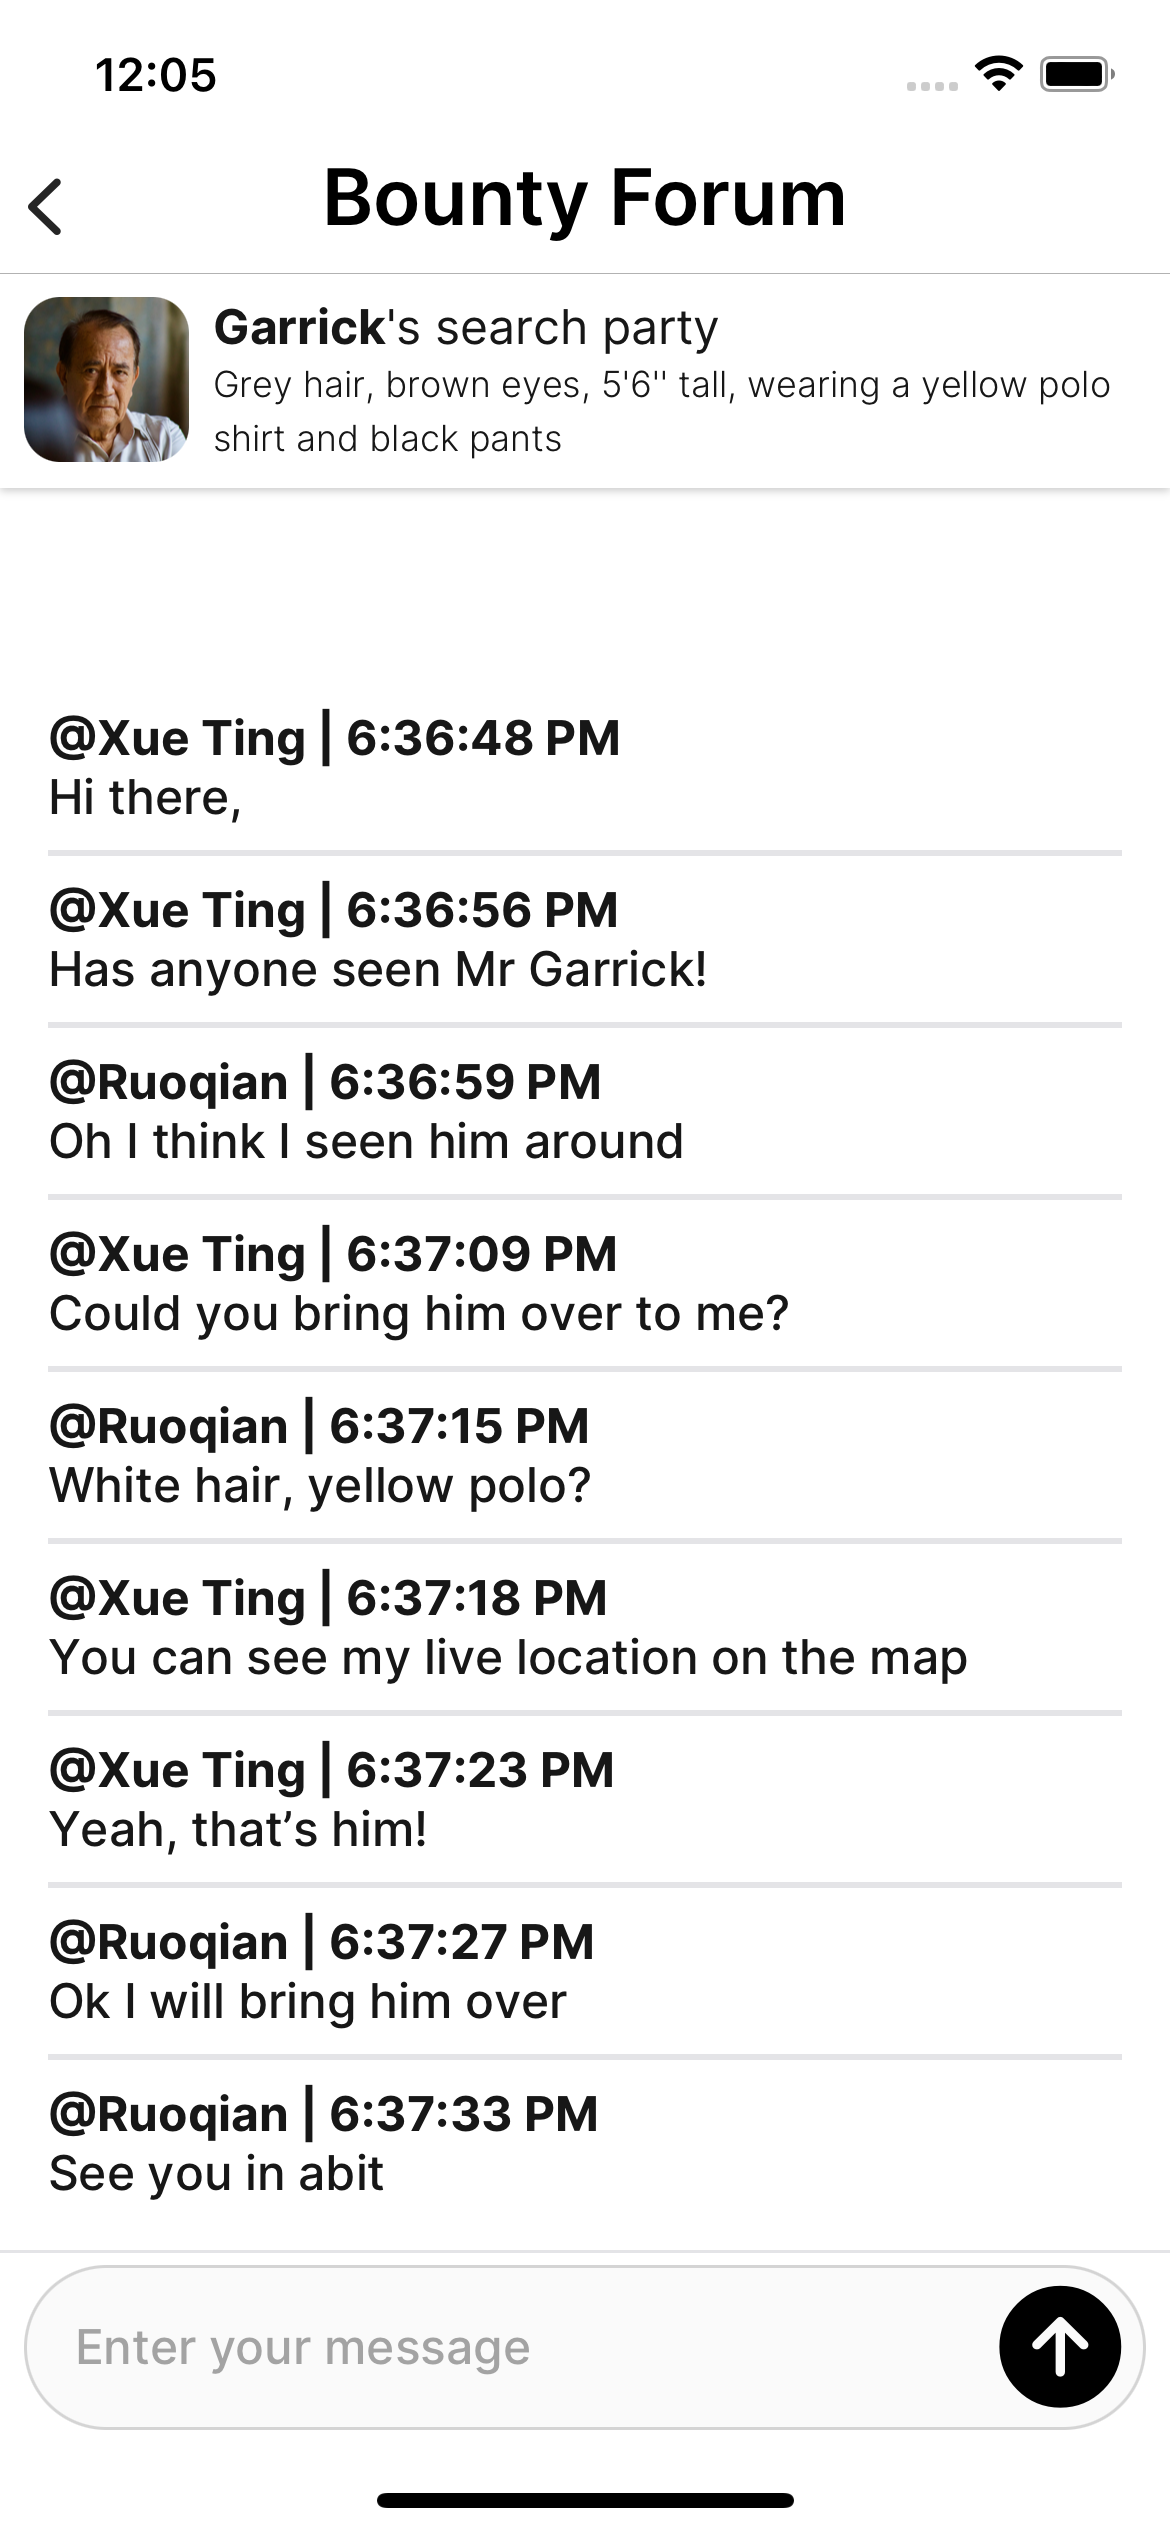 12:05
Bounty Forum
Garrick's search party
Grey hair, brown eyes, 5'6'' tall, wearing a yellow polo
shirt and black pants
@Xue Ting | 6:36:48 PM
Hi there,
@Xue Ting | 6:36:56 PM
Has anyone seen Mr Garrick!
@Ruoqian | 6:36:59 PM
Oh I think I seen him around
@Xue Ting | 6:37:09 PM
Could you bring him over to me?
@Ruoqian | 6:37:15 PM
White hair, yellow polo?
@Xue Ting | 6:37:18 PM
You can see my live location on the map
@Xue Ting | 6:37:23 PM
Yeah, that’s him!
@Ruoqian | 6:37:27 PM
Ok I will bring him over
@Ruoqian | 6:37:33 PM
See you in abit
Enter your message